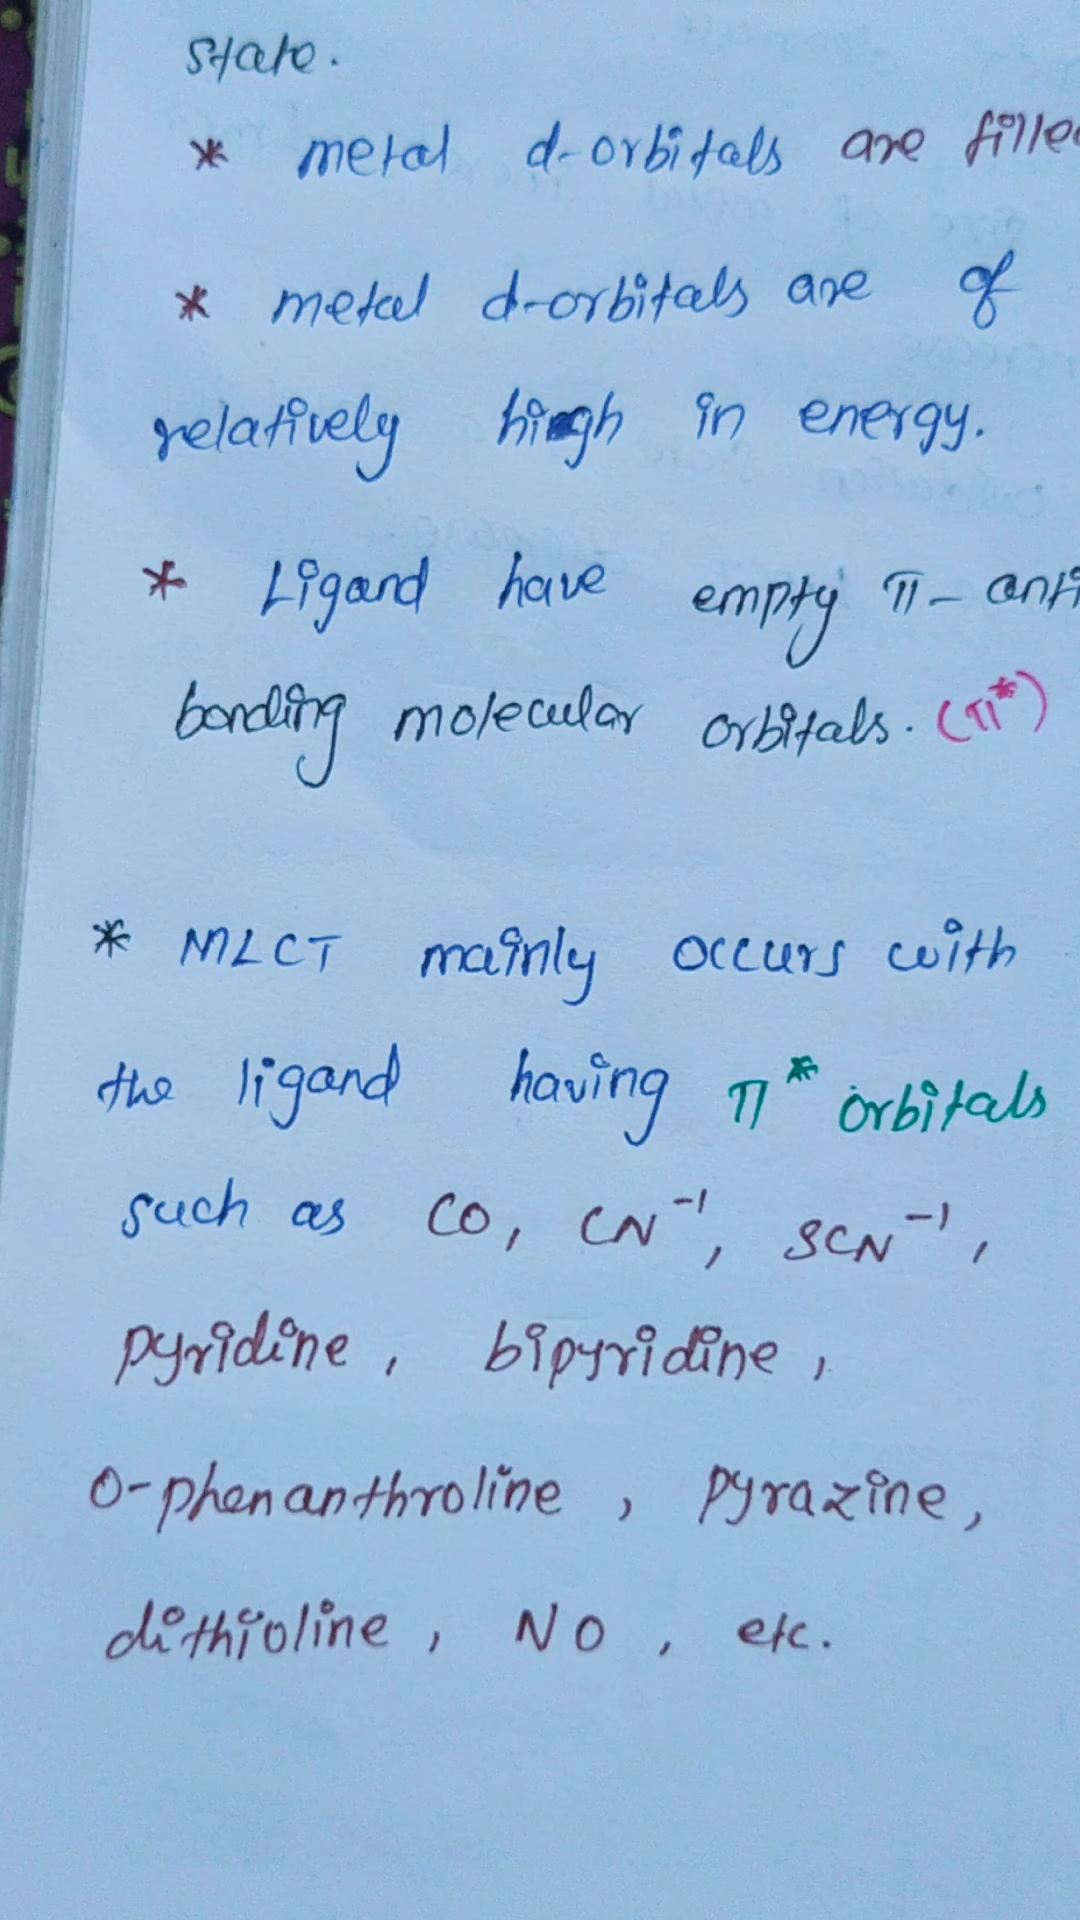 state.
* metal d-orbitals are fille
* metal d-orbitals are of
relatively high in energy.
* Ligand have empty π- anti
bonding molecular orbitals. (π*)
* MLCT mainly occurs with
the ligand having π* orbitals
such as CO, CN⁻¹, SCN⁻¹,
pyridine, bipyridine,
O-phenanthroline, pyrazine,
dithioline, NO, etc.